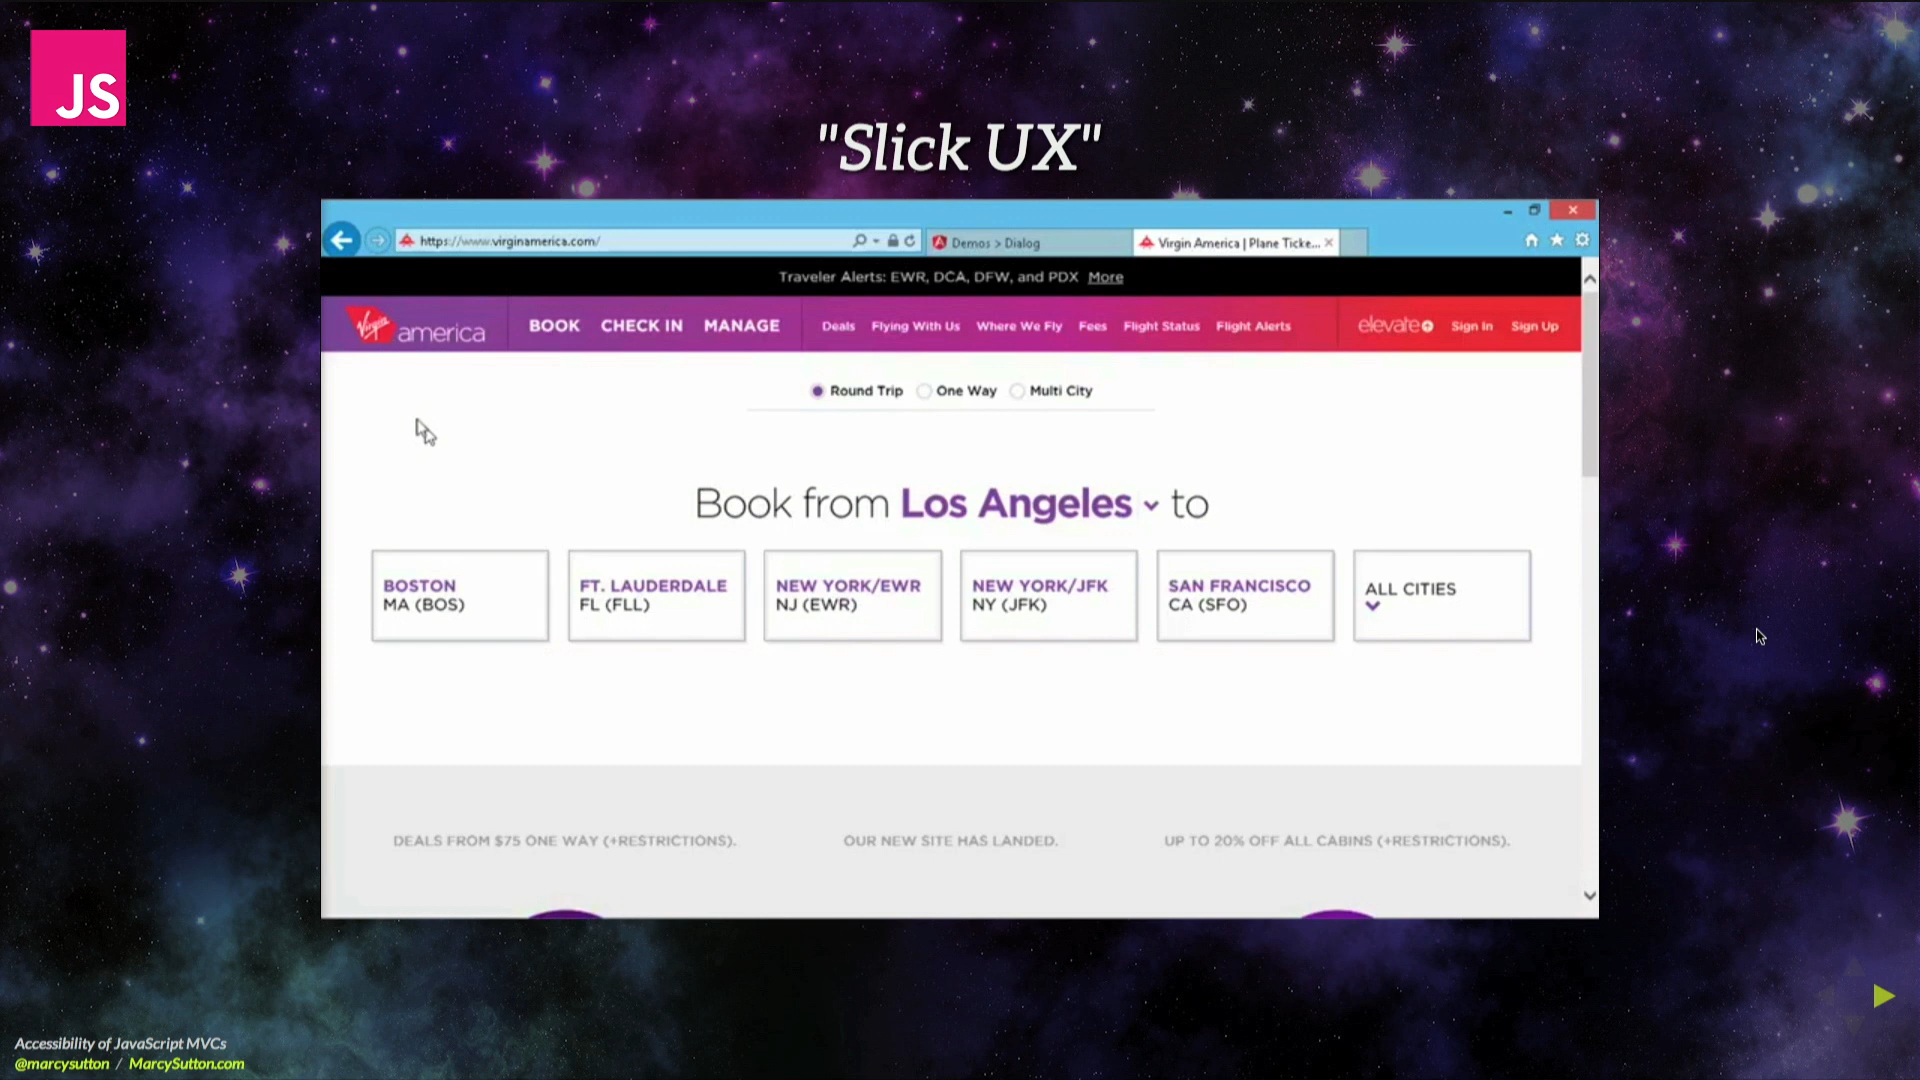 JS
"Slick UX"
https://www.virginamerica.com/
Demos > Dialog
Virgin America | Plane Ticke...
Traveler Alerts: EWR, DCA, DFW, and PDX More
Virgin america
BOOK CHECK IN MANAGE
Deals Flying With Us Where We Fly Fees Flight Status Flight Alerts
elevate Sign In Sign Up
Round Trip One Way Multi City
Book from Los Angeles to
BOSTON
MA (BOS)
FT. LAUDERDALE
FL (FLL)
NEW YORK/EWR
NJ (EWR)
NEW YORK/JFK
NY (JFK)
SAN FRANCISCO
CA (SFO)
ALL CITIES
DEALS FROM $75 ONE WAY (+RESTRICTIONS).
OUR NEW SITE HAS LANDED.
UP TO 20% OFF ALL CABINS (+RESTRICTIONS).
Accessibility of JavaScript MVCs
@marcysutton / MarcySutton.com